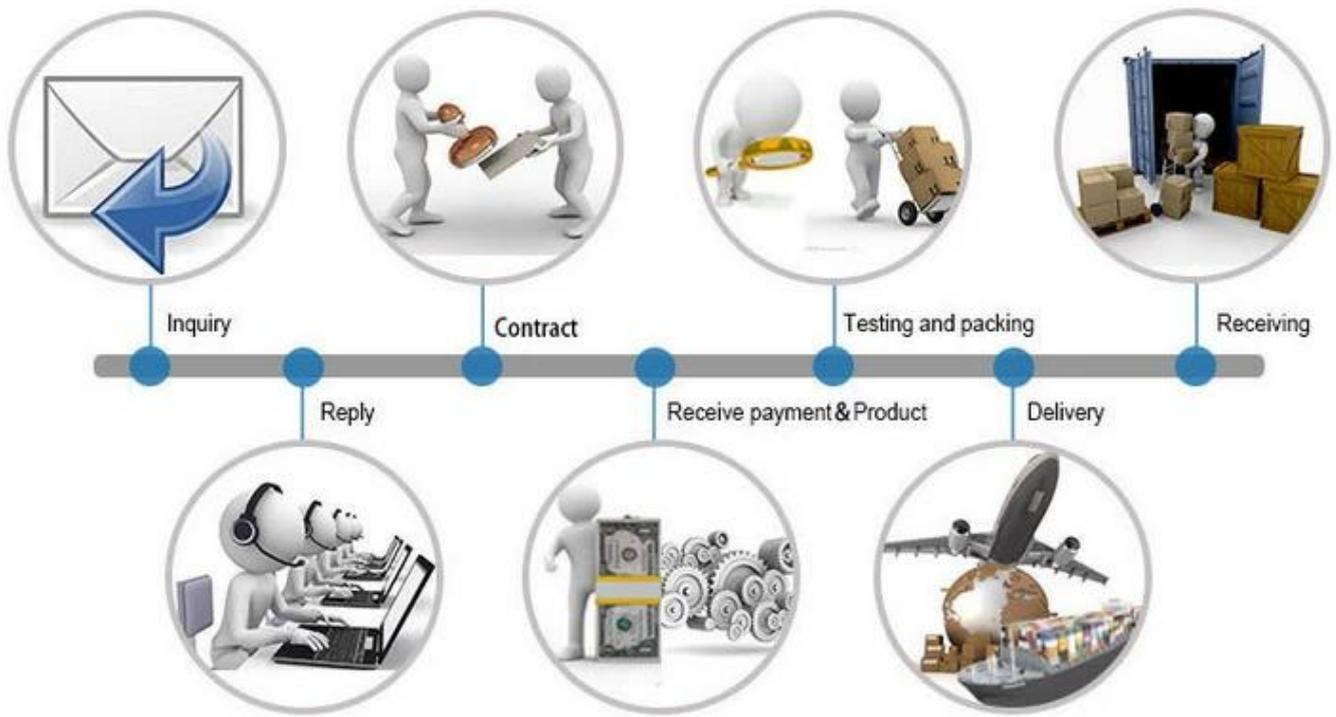 Inquiry
Reply
Contract
Receive payment & Product
Testing and packing
Delivery
Receiving